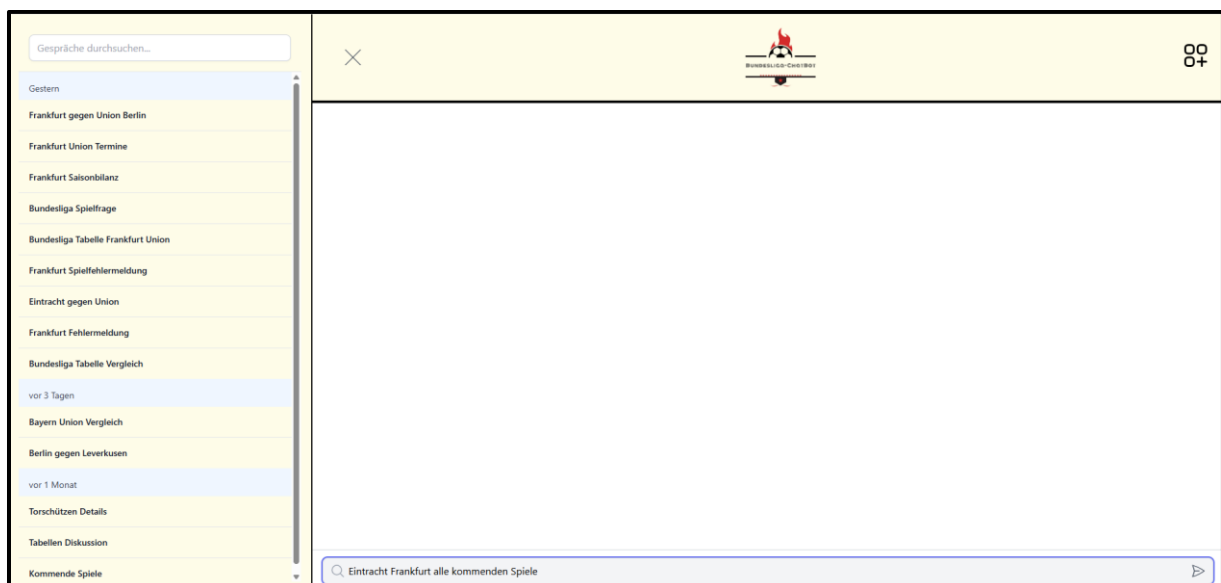 Gespräche durchsuchen...
Gestern
Frankfurt gegen Union Berlin
Frankfurt Union Termine
Frankfurt Saisonbilanz
Bundesliga Spielfrage
Bundesliga Tabelle Frankfurt Union
Frankfurt Spielfehlermeldung
Eintracht gegen Union
Frankfurt Fehlermeldung
Bundesliga Tabelle Vergleich
vor 3 Tagen
Bayern Union Vergleich
Berlin gegen Leverkusen
vor 1 Monat
Torschützen Details
Tabellen Diskussion
Kommende Spiele
Bundesliga-ChatBot
Eintracht Frankfurt alle kommenden Spiele